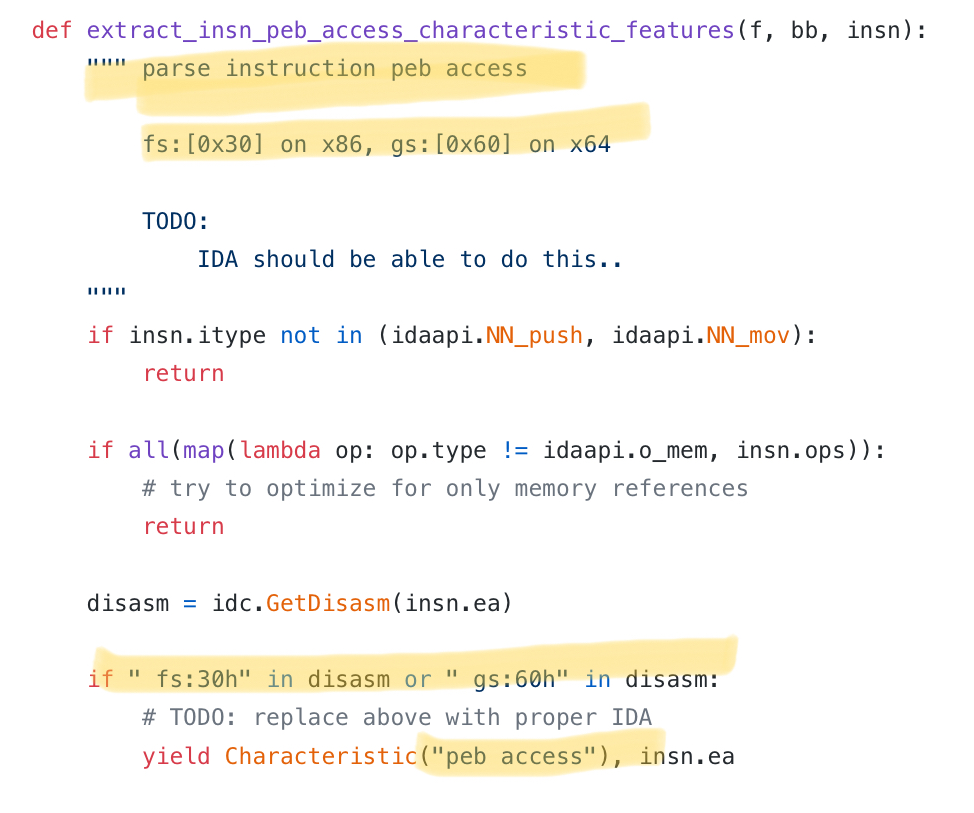 def extract_insn_peb_access_characteristic_features(f, bb, insn):
    """ parse instruction peb access

        fs:[0x30] on x86, gs:[0x60] on x64

        TODO:
            IDA should be able to do this..
    """
    if insn.itype not in (idaapi.NN_push, idaapi.NN_mov):
        return

    if all(map(lambda op: op.type != idaapi.o_mem, insn.ops)):
        # try to optimize for only memory references
        return

    disasm = idc.GetDisasm(insn.ea)

    if " fs:30h" in disasm or " gs:60h" in disasm:
        # TODO: replace above with proper IDA
        yield Characteristic("peb access"), insn.ea